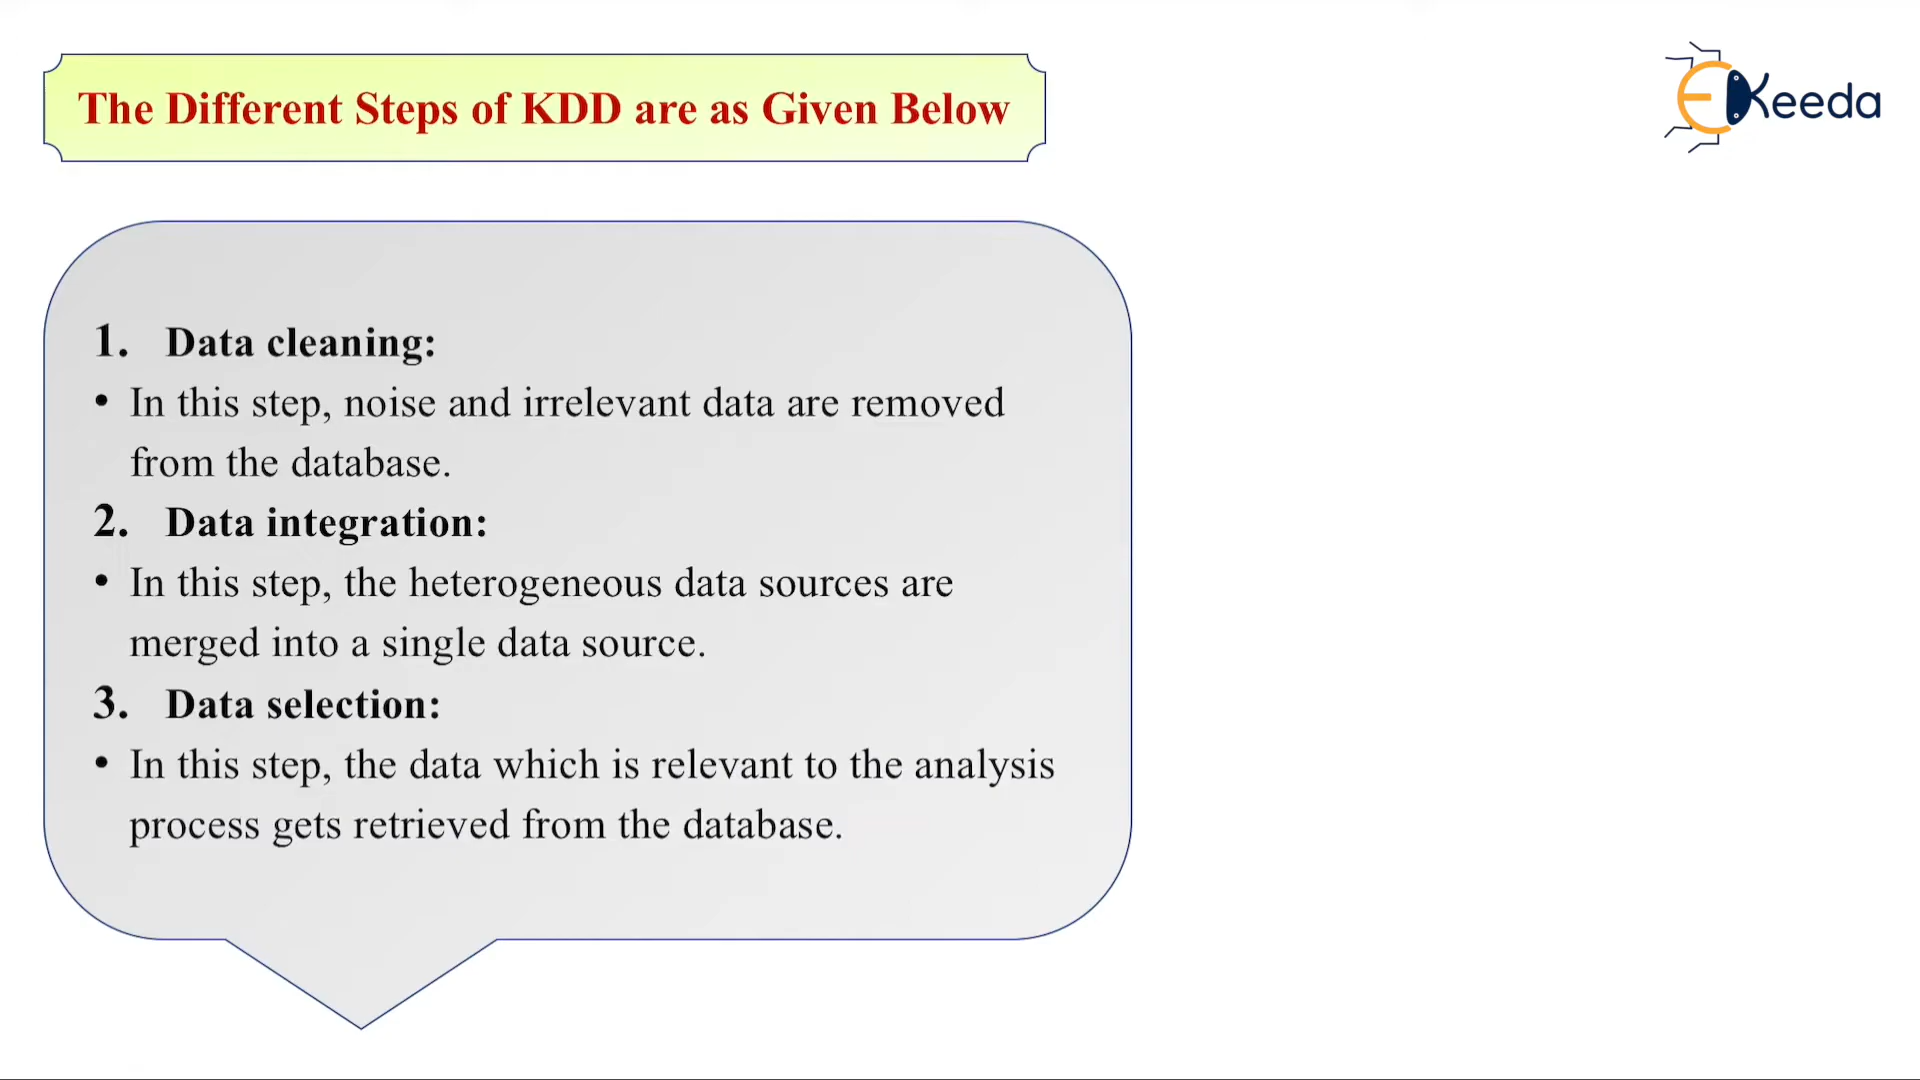 The Different Steps of KDD are as Given Below
EKeeda
1. Data cleaning:
• In this step, noise and irrelevant data are removed
from the database.
2. Data integration:
• In this step, the heterogeneous data sources are
merged into a single data source.
3. Data selection:
• In this step, the data which is relevant to the analysis
process gets retrieved from the database.